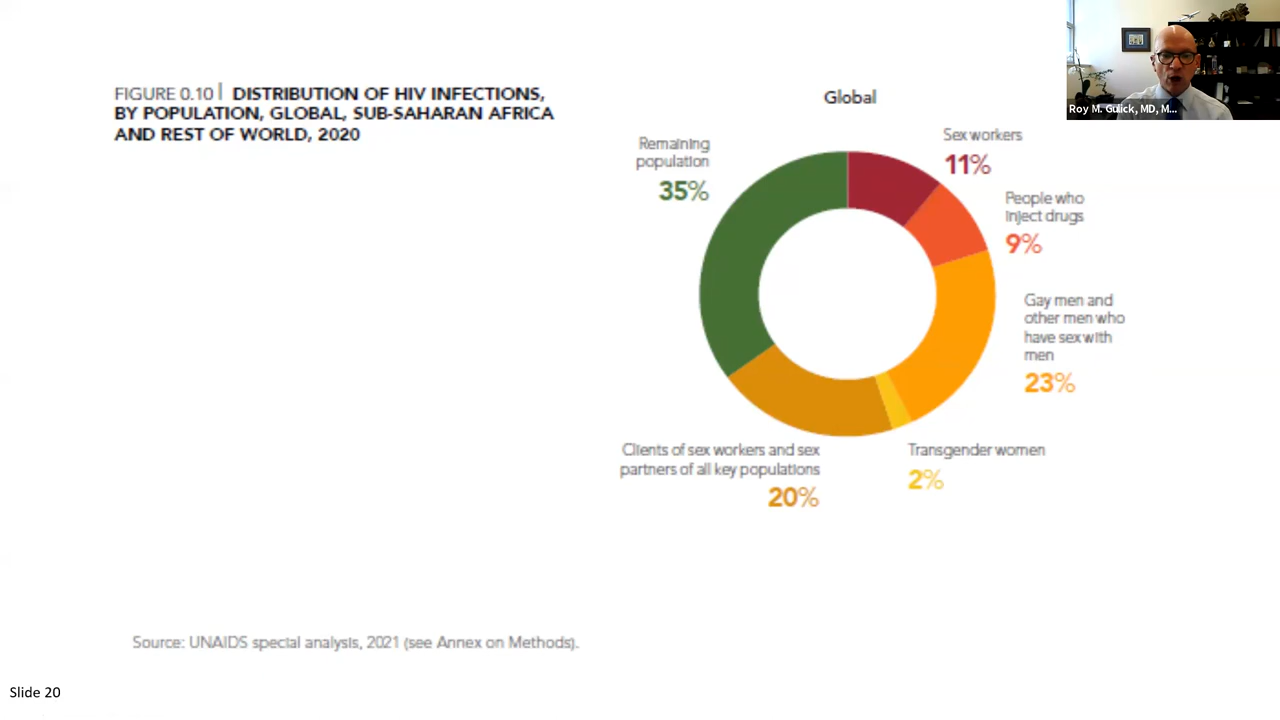 FIGURE 0.10 | DISTRIBUTION OF HIV INFECTIONS,
BY POPULATION, GLOBAL, SUB-SAHARAN AFRICA
AND REST OF WORLD, 2020
Global
Remaining
population
35%
Sex workers
11%
People who
inject drugs
9%
Gay men and
other men who
have sex with
men
23%
Transgender women
2%
Clients of sex workers and sex
partners of all key populations
20%
Source: UNAIDS special analysis, 2021 (see Annex on Methods).
Slide 20
Roy M. Gulick, MD, M...